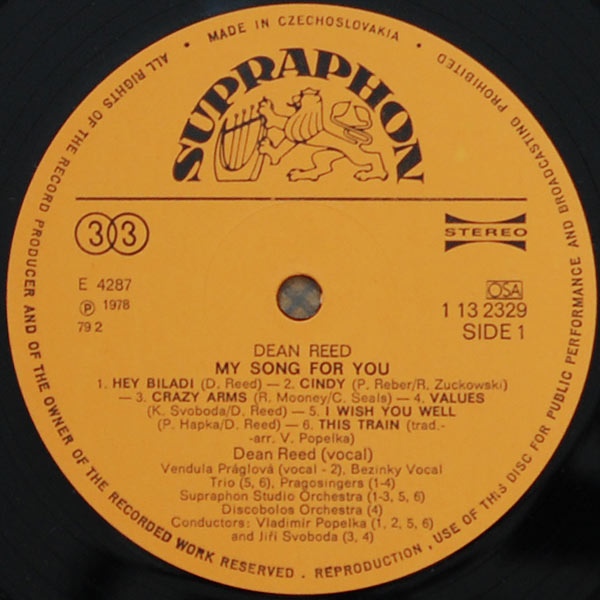 · MADE IN CZECHOSLOVAKIA ·
ALL RIGHTS OF THE RECORD PRODUCER AND OF THE OWNER OF THE RECORDED WORK RESERVED . REPRODUCTION , USE OF THIS DISC FOR PUBLIC PERFORMANCE AND BROADCASTING PROHIBITED
SUPRAPHON
33
STEREO
E 4287
℗ 1978
79 2
OSA
1 13 2329
SIDE 1
DEAN REED
MY SONG FOR YOU
1. HEY BILADI (D. Reed) — 2. CINDY (P. Reber/R. Zuckowski)
— 3. CRAZY ARMS (R. Mooney/C. Seals) — 4. VALUES
(K. Svoboda/D. Reed) — 5. I WISH YOU WELL
(P. Hapka/D. Reed) — 6. THIS TRAIN (trad.-
-arr. V. Popelka)
Dean Reed (vocal)
Vendula Práglová (vocal - 2), Bezinky Vocal
Trio (5, 6), Pragosingers (1-4)
Supraphon Studio Orchestra (1-3, 5, 6)
Discobolos Orchestra (4)
Conductors: Vladimír Popelka (1, 2, 5, 6)
and Jiří Svoboda (3, 4)